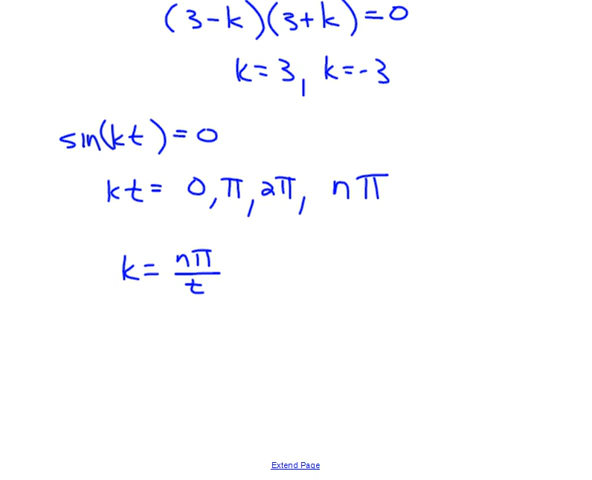 (3-k)(3+k)=0
k=3, k=-3
sin(kt)=0
kt= 0, π, 2π, nπ
k= nπ/t
Extend Page